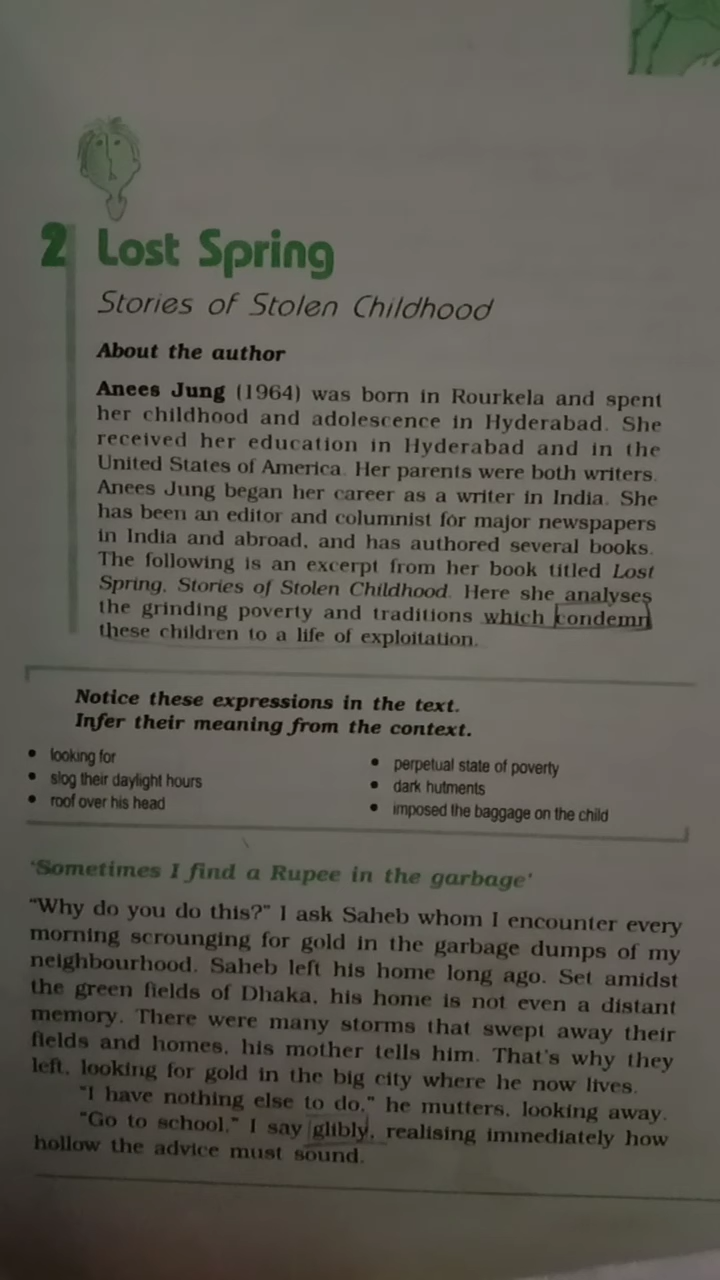 2 Lost Spring
Stories of Stolen Childhood
About the author
Anees Jung (1964) was born in Rourkela and spent
her childhood and adolescence in Hyderabad. She
received her education in Hyderabad and in the
United States of America. Her parents were both writers.
Anees Jung began her career as a writer in India. She
has been an editor and columnist for major newspapers
in India and abroad, and has authored several books.
The following is an excerpt from her book titled Lost
Spring, Stories of Stolen Childhood. Here she analyses
the grinding poverty and traditions which condemn
these children to a life of exploitation.
Notice these expressions in the text.
Infer their meaning from the context.
• looking for
• slog their daylight hours
• roof over his head
• perpetual state of poverty
• dark hutments
• imposed the baggage on the child
'Sometimes I find a Rupee in the garbage'
"Why do you do this?" I ask Saheb whom I encounter every
morning scrounging for gold in the garbage dumps of my
neighbourhood. Saheb left his home long ago. Set amidst
the green fields of Dhaka, his home is not even a distant
memory. There were many storms that swept away their
fields and homes, his mother tells him. That's why they
left, looking for gold in the big city where he now lives.
"I have nothing else to do," he mutters, looking away.
"Go to school," I say glibly, realising immediately how
hollow the advice must sound.